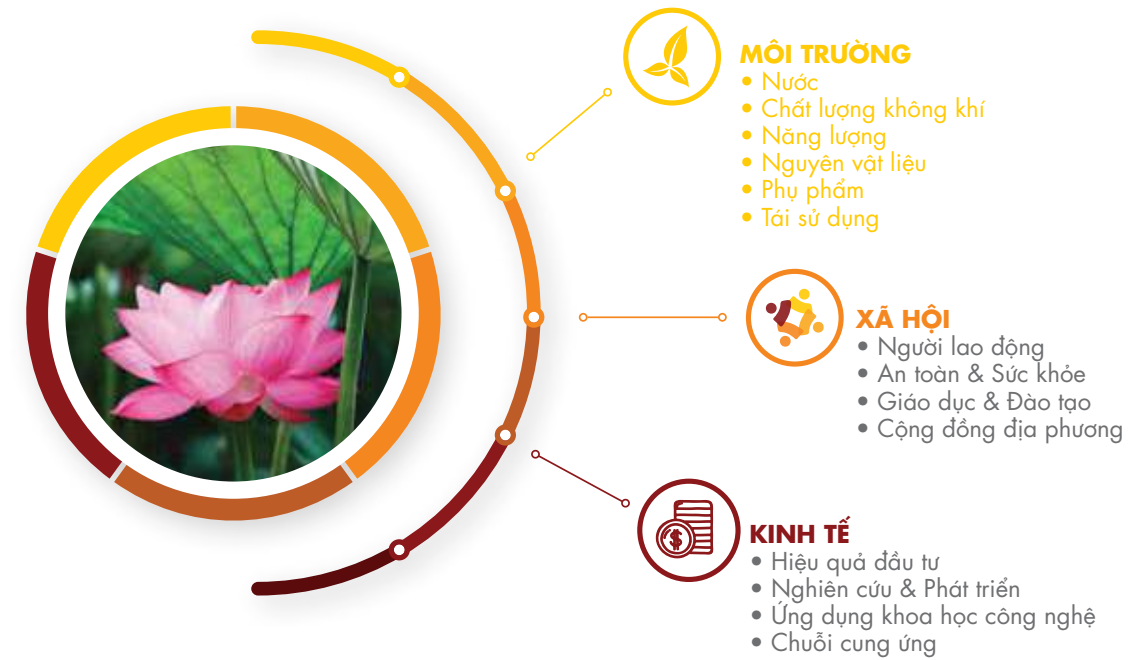 MÔI TRƯỜNG
• Nước
• Chất lượng không khí
• Năng lượng
• Nguyên vật liệu
• Phụ phẩm
• Tái sử dụng
XÃ HỘI
• Người lao động
• An toàn & Sức khỏe
• Giáo dục & Đào tạo
• Cộng đồng địa phương
$
KINH TẾ
• Hiệu quả đầu tư
• Nghiên cứu & Phát triển
• Ứng dụng khoa học công nghệ
• Chuỗi cung ứng